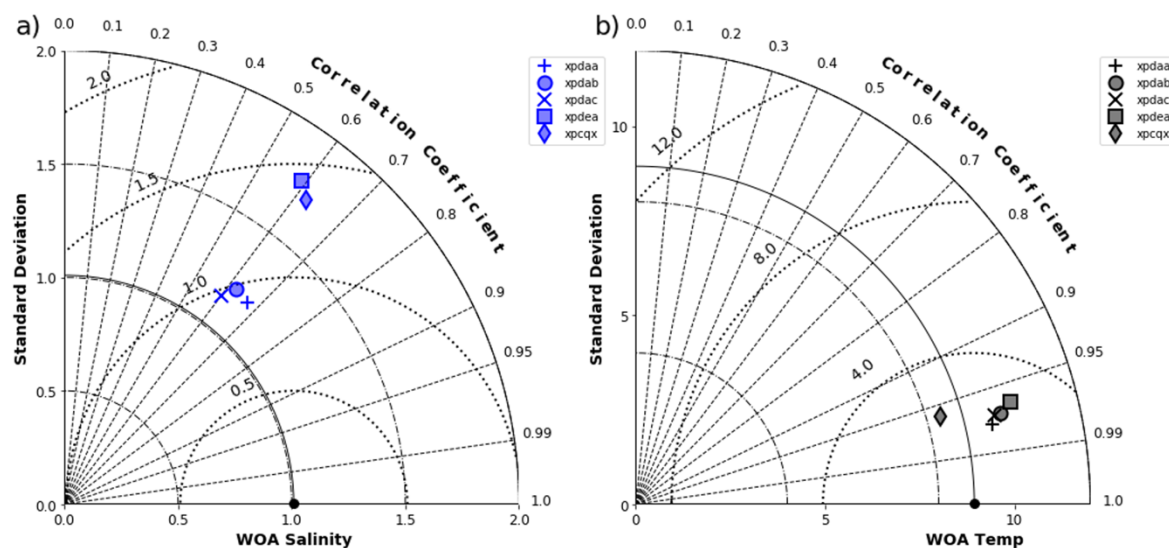 a)
0.0
0.1
0.2
0.3
0.4
0.5
0.6
0.7
0.8
0.9
0.95
0.99
1.0
Correlation Coefficient
2.0
1.5
1.0
0.5
0.0
Standard Deviation
2.0
1.5
1.0
0.5
0.0
0.5
1.0
1.5
2.0
WOA Salinity
xpdaa
xpdab
xpdac
xpdea
xpcqx
b)
0.0
0.1
0.2
0.3
0.4
0.5
0.6
0.7
0.8
0.9
0.95
0.99
1.0
Correlation Coefficient
10
5
0
Standard Deviation
12.0
8.0
4.0
0
5
10
WOA Temp
xpdaa
xpdab
xpdac
xpdea
xpcqx